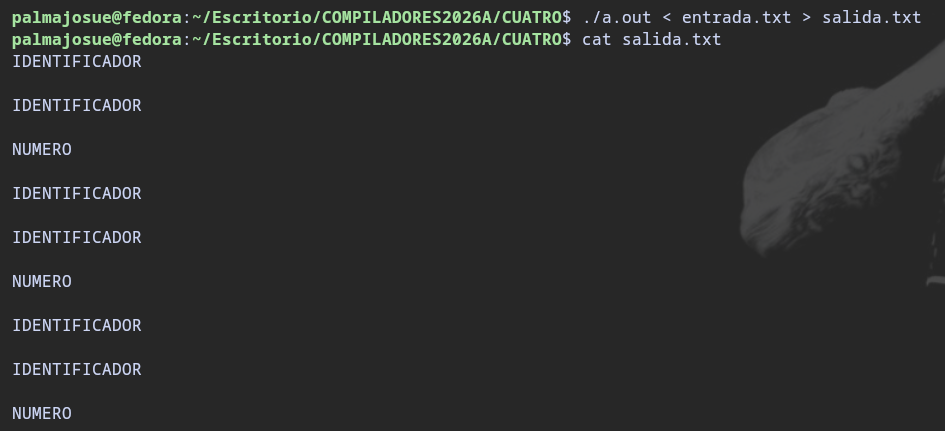 palmajosue@fedora:~/Escritorio/COMPILADORES2026A/CUATRO$ ./a.out < entrada.txt > salida.txt
palmajosue@fedora:~/Escritorio/COMPILADORES2026A/CUATRO$ cat salida.txt
IDENTIFICADOR
IDENTIFICADOR
NUMERO
IDENTIFICADOR
IDENTIFICADOR
NUMERO
IDENTIFICADOR
IDENTIFICADOR
NUMERO